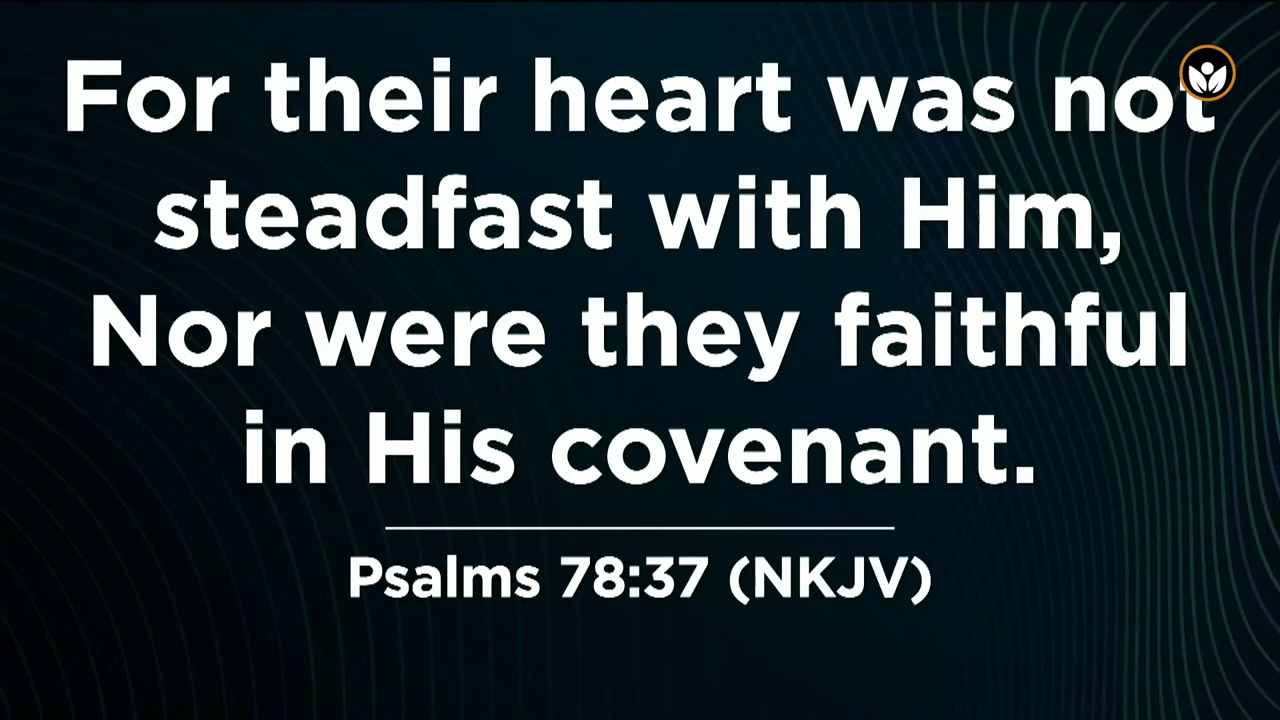 For their heart was not
steadfast with Him,
Nor were they faithful
in His covenant.
Psalms 78:37 (NKJV)